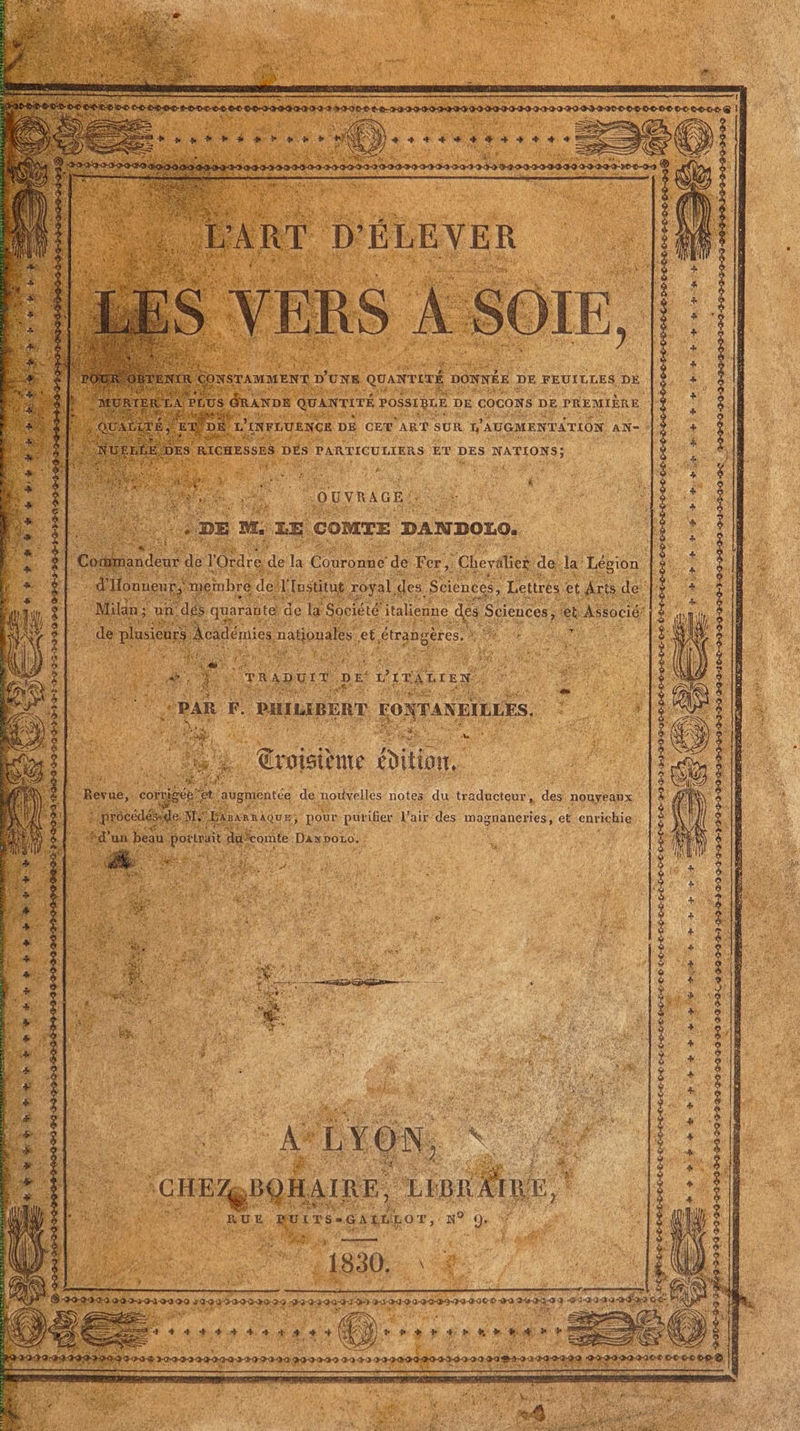 L'ART D'ÉLEVER
LES VERS A SOIE,
POUR OBTENIR CONSTAMMENT D'UNE QUANTITÉ DONNÉE DE FEUILLES DE
MURIER LA PLUS GRANDE QUANTITÉ POSSIBLE DE COCONS DE PREMIÈRE
QUALITÉ, ET DE L'INFLUENCE DE CET ART SUR L'AUGMENTATION AN-
NUELLE DES RICHESSES DES PARTICULIERS ET DES NATIONS;
OUVRAGE
DE M. LE COMTE DANDOLO.
Commandeur de l'Ordre de la Couronne de Fer, Chevalier de la Légion
d'Honneur, membre de l'Institut royal des Sciences, Lettres et Arts de
Milan; un des quarante de la Société italienne des Sciences, et Associé
de plusieurs Académies nationales et étrangères.
TRADUIT DE L'ITALIEN
PAR F. PHILIBERT FONTANEILLES.
Troisième édition.
Revue, corrigée et augmentée de nouvelles notes du traducteur, des nouveaux
procédés de M. LABARRAQUE, pour purifier l'air des magnaneries, et enrichie
d'un beau portrait du comte DANDOLO.
A LYON,
CHEZ BOHAIRE, LIBRAIRE,
RUE PUITS-GAILLOT, N° 9.
1830.